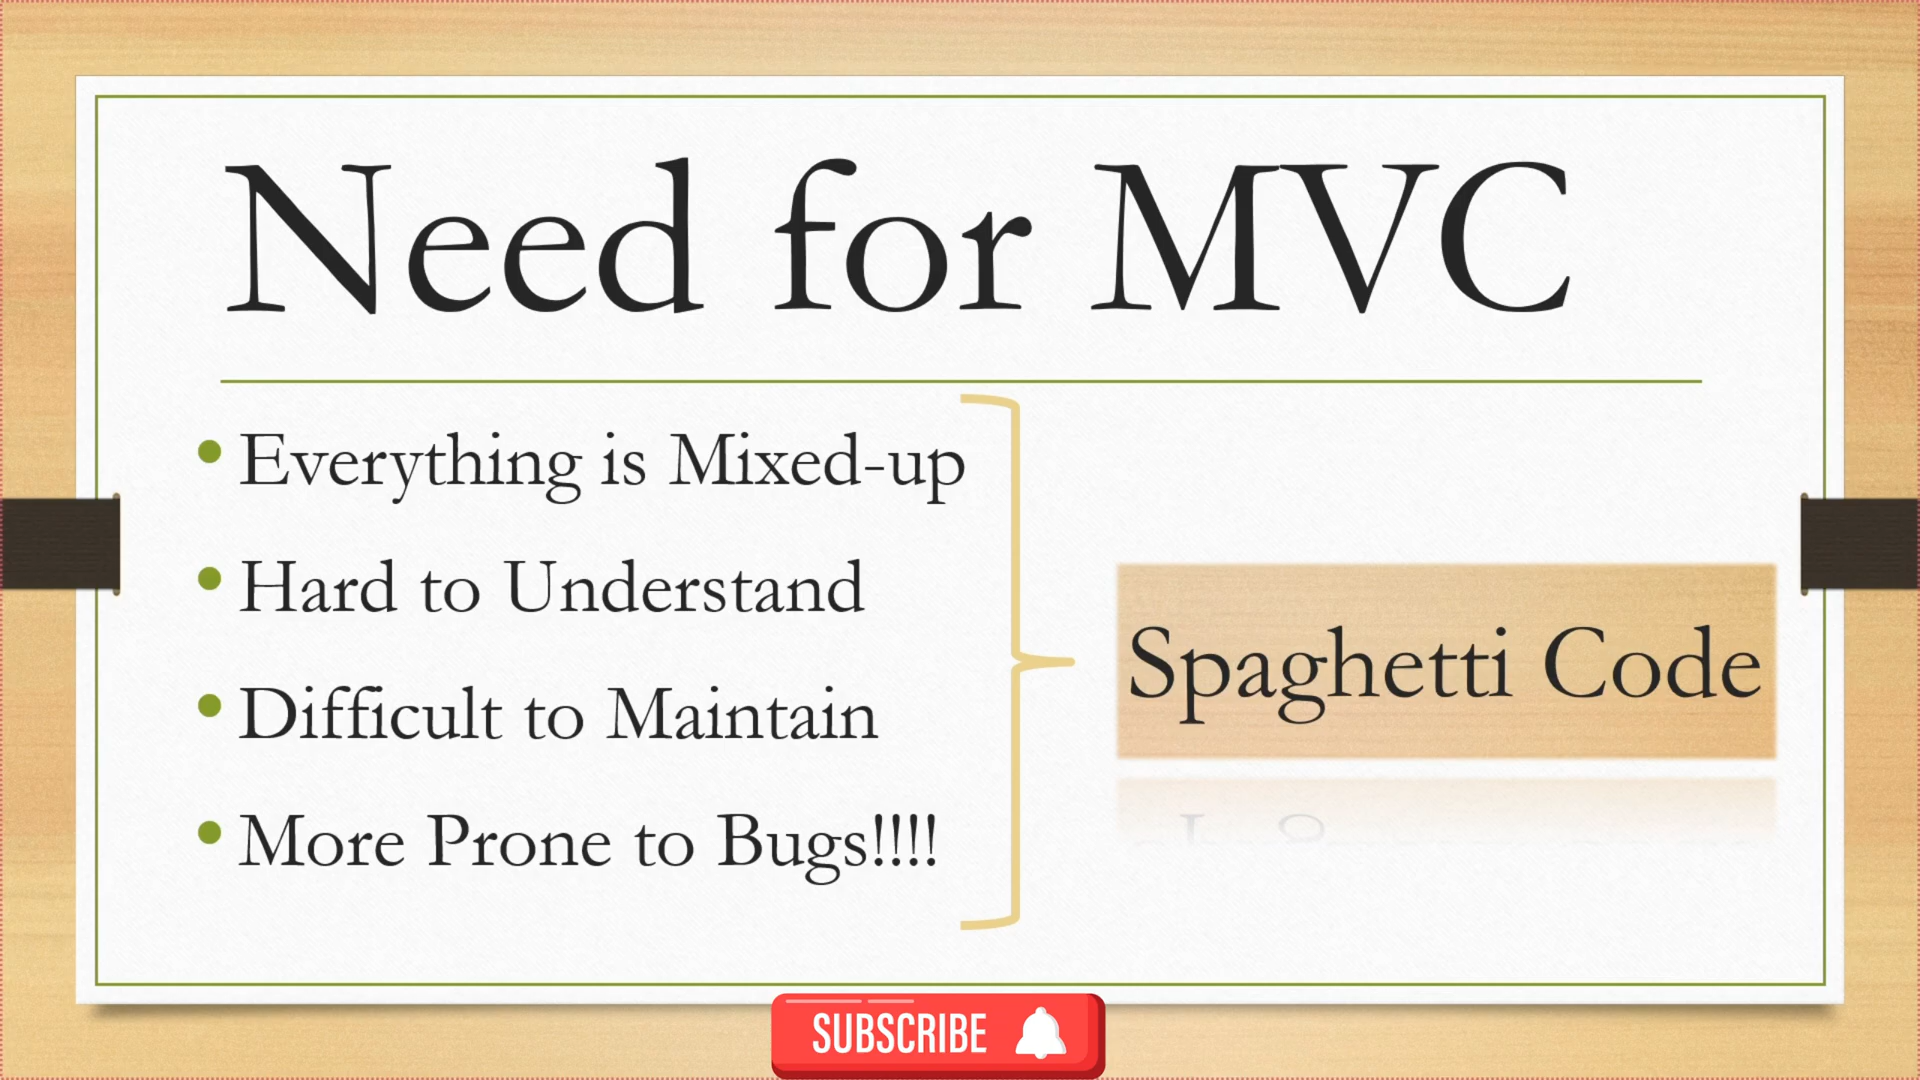 Need for MVC
Everything is Mixed-up
Hard to Understand
Difficult to Maintain
More Prone to Bugs!!!!
Spaghetti Code
SUBSCRIBE